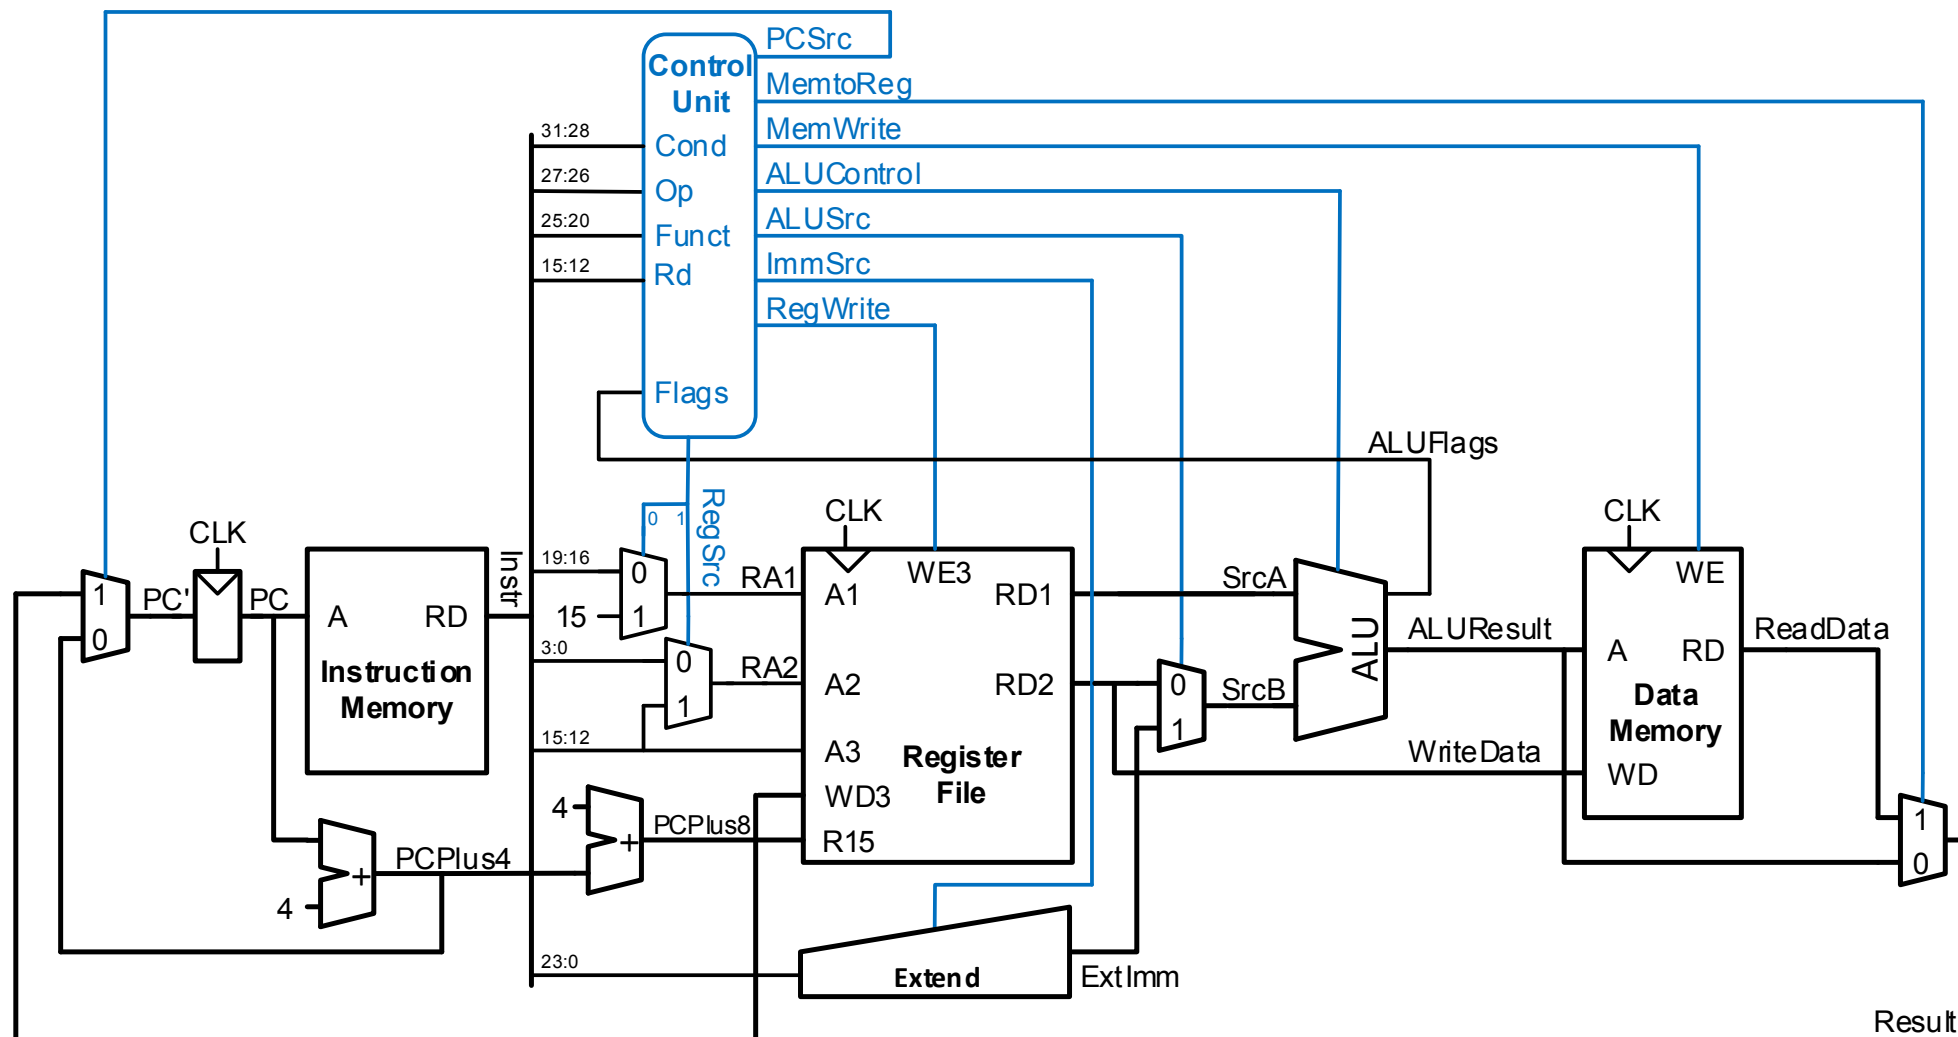 PCSrc
Control
Unit
MemtoReg
MemWrite
31:28
Cond
27:26
Op
ALUControl
25:20
Funct
ALUSrc
15:12
Rd
ImmSrc
RegWrite
Flags
ALUFlags
RegSrc
0 1
CLK
CLK
CLK
Instr
19:16
0
15
1
RA1
A1
WE3
RD1
SrcA
WE
1
0
PC'
PC
A
RD
Instruction
Memory
3:0
0
1
RA2
A2
RD2
0
1
SrcB
ALU
ALUResult
ReadData
A
RD
Data
Memory
15:12
A3
Register
File
WriteData
WD
4
+
PCPlus8
WD3
R15
1
0
PCPlus4
+
4
23:0
Extend
ExtImm
Result